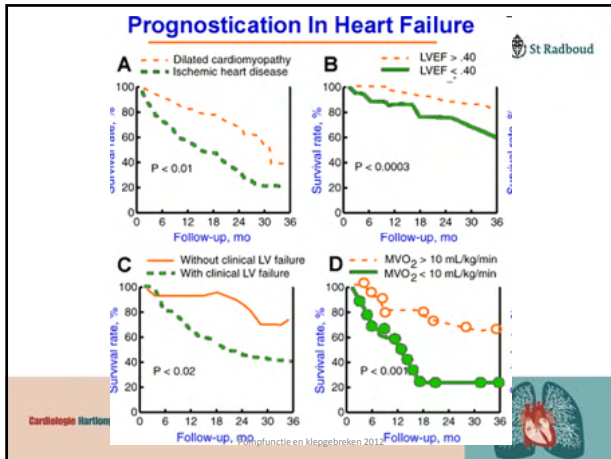 Prognostication In Heart Failure
St Radboud
A
Dilated cardiomyopathy
Ischemic heart disease
Survival rate, %
100
80
60
40
20
0
P < 0.01
0 6 12 18 24 30 36
Follow-up, mo
B
LVEF > .40
LVEF < .40
Survival rate, %
100
80
60
40
20
0
P < 0.0003
0 6 12 18 24 30 36
Follow-up, mo
C
Without clinical LV failure
With clinical LV failure
Survival rate, %
100
80
60
40
20
0
P < 0.02
0 6 12 18 24 30 36
Follow-up, mo
D
MVO2 > 10 mL/kg/min
MVO2 < 10 mL/kg/min
Survival rate, %
100
80
60
40
20
0
P < 0.001
0 6 12 18 24 30 36
Follow-up, mo
Cardiologie Hartlong
Pompfunctie en klepgebreken 2012